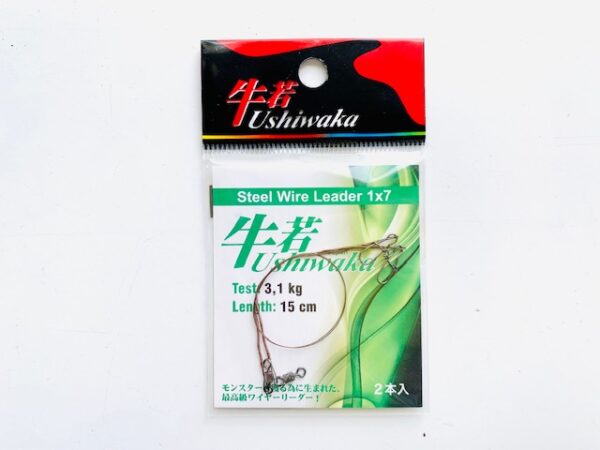 牛若
Ushiwaka
Steel Wire Leader 1x7
牛若
Ushiwaka
Test: 3,1 kg
Length: 15 cm
モンスターる為に生まれた、
最高級ワイヤーリーダー!
2本入